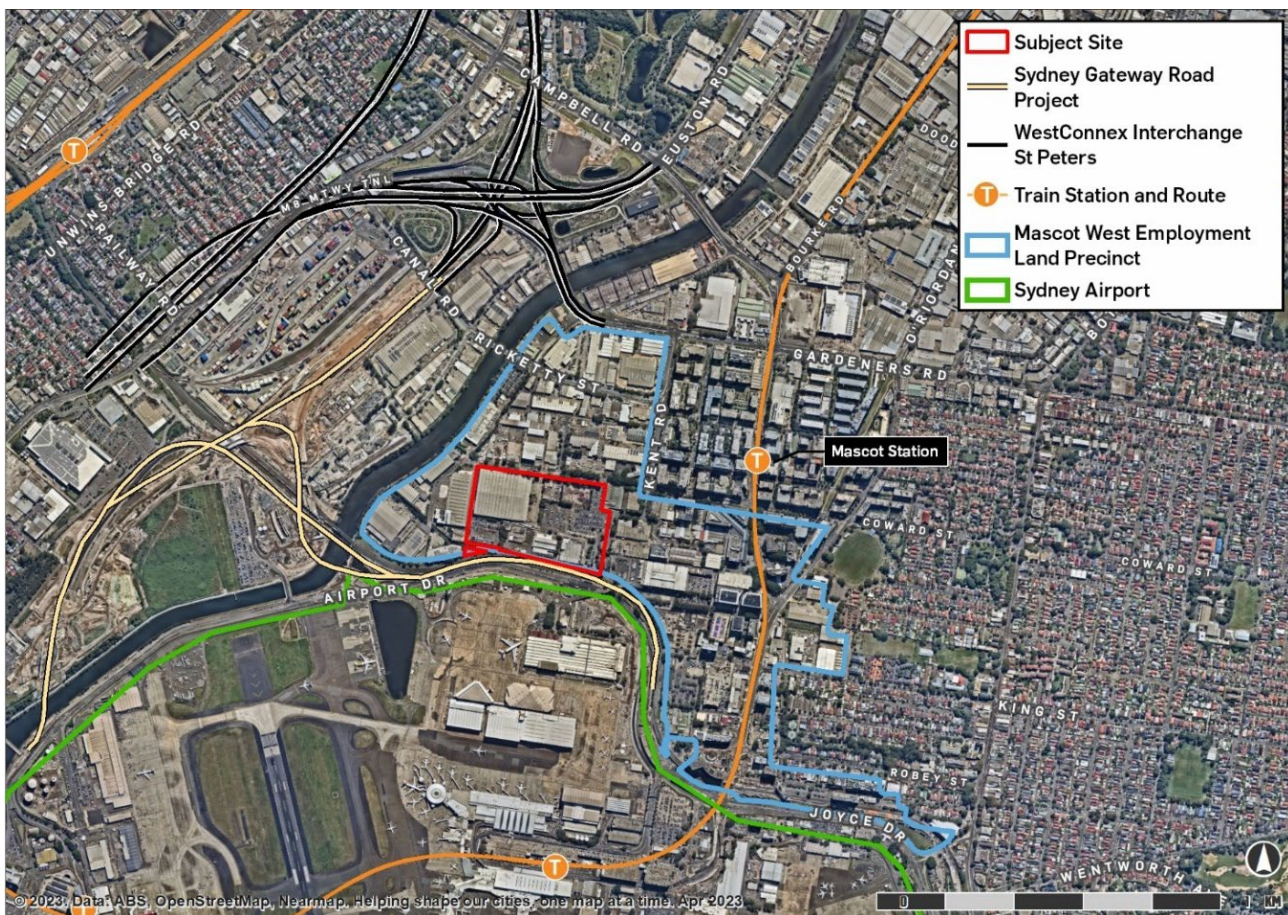 Subject Site
Sydney Gateway Road
Project
WestConnex Interchange
St Peters
T Train Station and Route
Mascot West Employment
Land Precinct
Sydney Airport
CAMPBELL RD
EUSTON RD
T
UNWINS BRIDGE RD
RAILWAY RD
M8 MTWY TNL
CANAL RD
RICKETTY ST
BOURKE RD
O'RIORDAN
GARDENERS RD
KENT RD
T
Mascot Station
COWARD ST
COWARD ST
AIRPORT DR
KING ST
ROBEY ST
JOYCE DR
T
WENTWORTH A
© 2023. Data: ABS, OpenStreetMap, Nearmap. Helping shape our cities, one map at a time. Apr 2023
0
1 KM